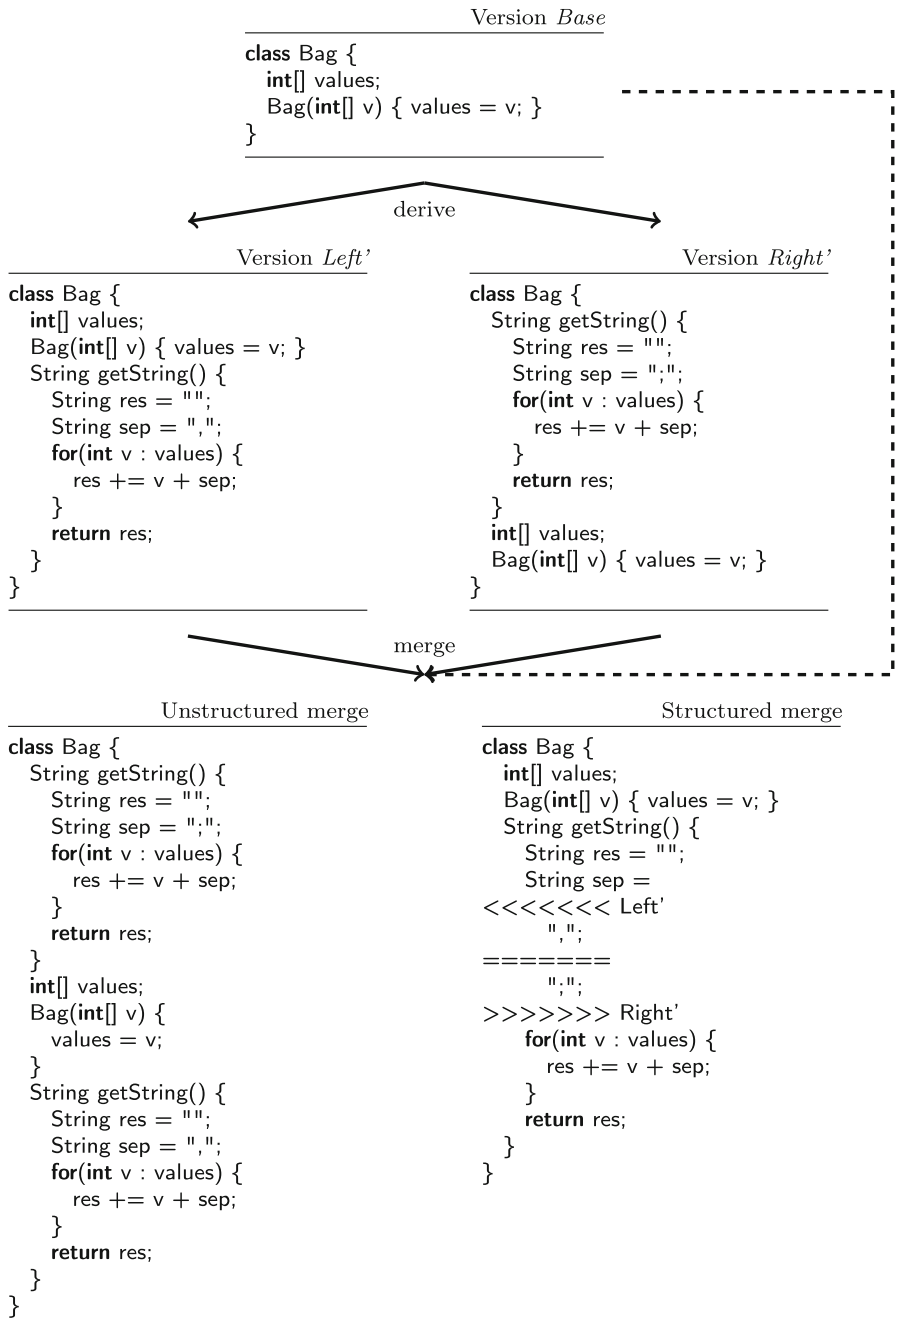 Version Base
class Bag {
int[] values;
Bag(int[] v) { values = v; }
}
derive
Version Left'
class Bag {
int[] values;
Bag(int[] v) { values = v; }
String getString() {
String res = "";
String sep = ",";
for(int v : values) {
res += v + sep;
}
return res;
}
}
Version Right'
class Bag {
String getString() {
String res = "";
String sep = ";";
for(int v : values) {
res += v + sep;
}
return res;
}
int[] values;
Bag(int[] v) { values = v; }
}
merge
Unstructured merge
class Bag {
String getString() {
String res = "";
String sep = ";";
for(int v : values) {
res += v + sep;
}
return res;
}
int[] values;
Bag(int[] v) {
values = v;
}
String getString() {
String res = "";
String sep = ",";
for(int v : values) {
res += v + sep;
}
return res;
}
}
Structured merge
class Bag {
int[] values;
Bag(int[] v) { values = v; }
String getString() {
String res = "";
String sep =
<<<<<<< Left'
",";
=======
";";
>>>>>>> Right'
for(int v : values) {
res += v + sep;
}
return res;
}
}